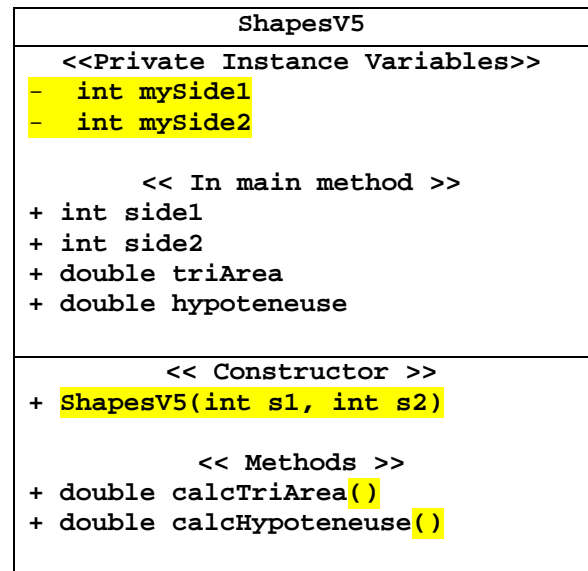 ShapesV5
<<Private Instance Variables>>
- int mySide1
- int mySide2
<< In main method >>
+ int side1
+ int side2
+ double triArea
+ double hypoteneuse
<< Constructor >>
+ ShapesV5(int s1, int s2)
<< Methods >>
+ double calcTriArea()
+ double calcHypoteneuse()